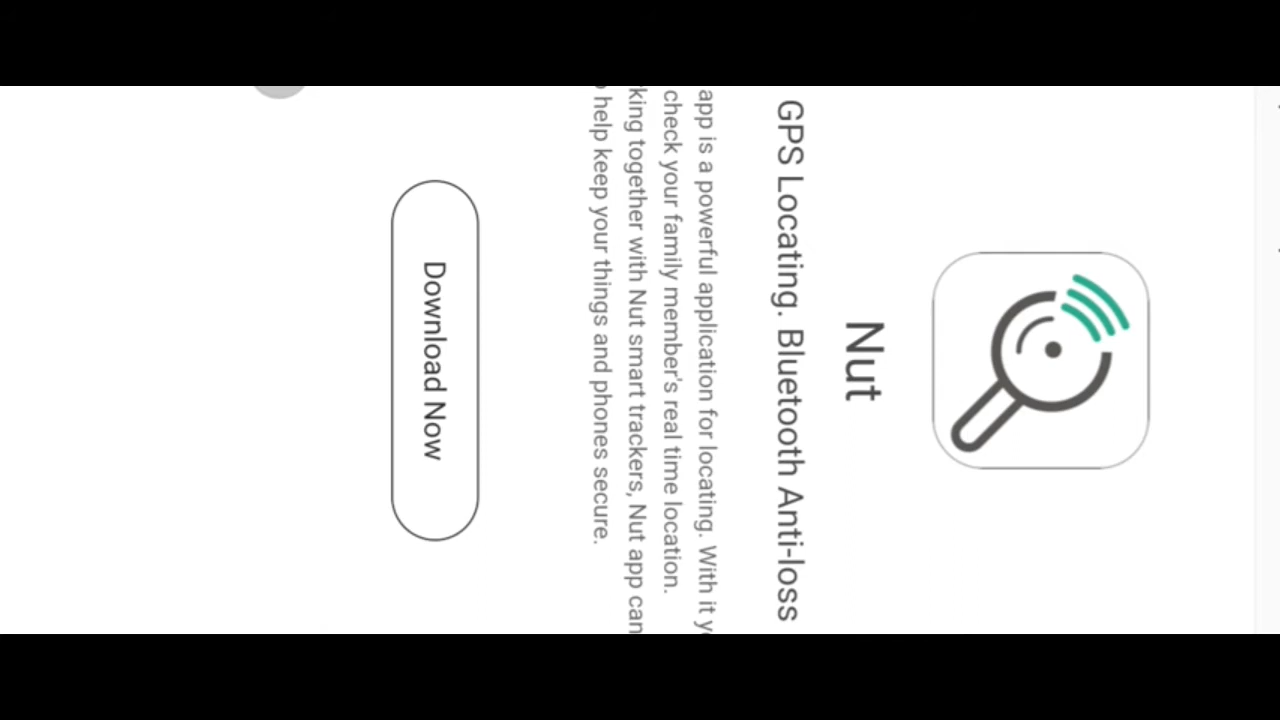 Nut
GPS Locating. Bluetooth Anti-loss
app is a powerful application for locating. With it
check your family member's real time location.
king together with Nut smart trackers, Nut app can
help keep your things and phones secure.
Download Now